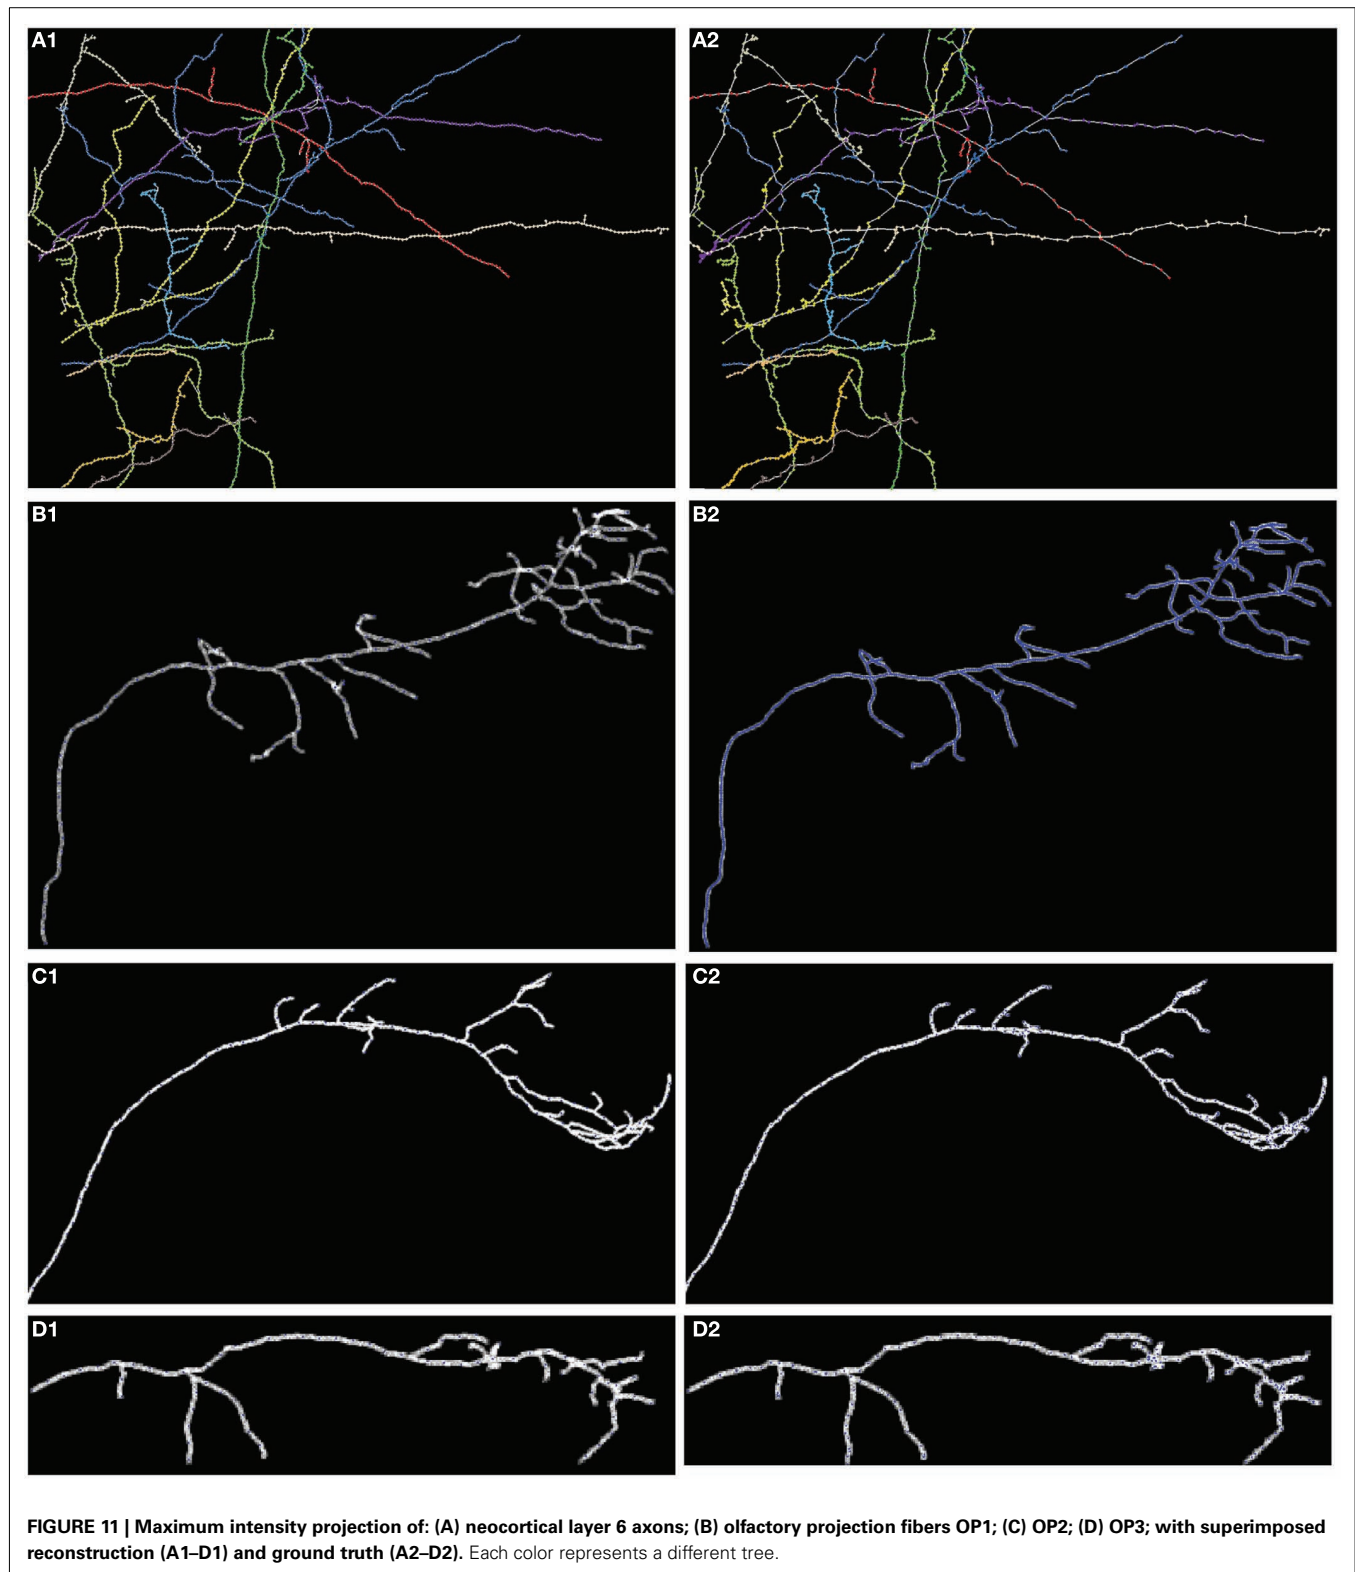 A1
A2
B1
B2
C1
C2
D1
D2
FIGURE 11 | Maximum intensity projection of: (A) neocortical layer 6 axons; (B) olfactory projection fibers OP1; (C) OP2; (D) OP3; with superimposed
reconstruction (A1–D1) and ground truth (A2–D2). Each color represents a different tree.